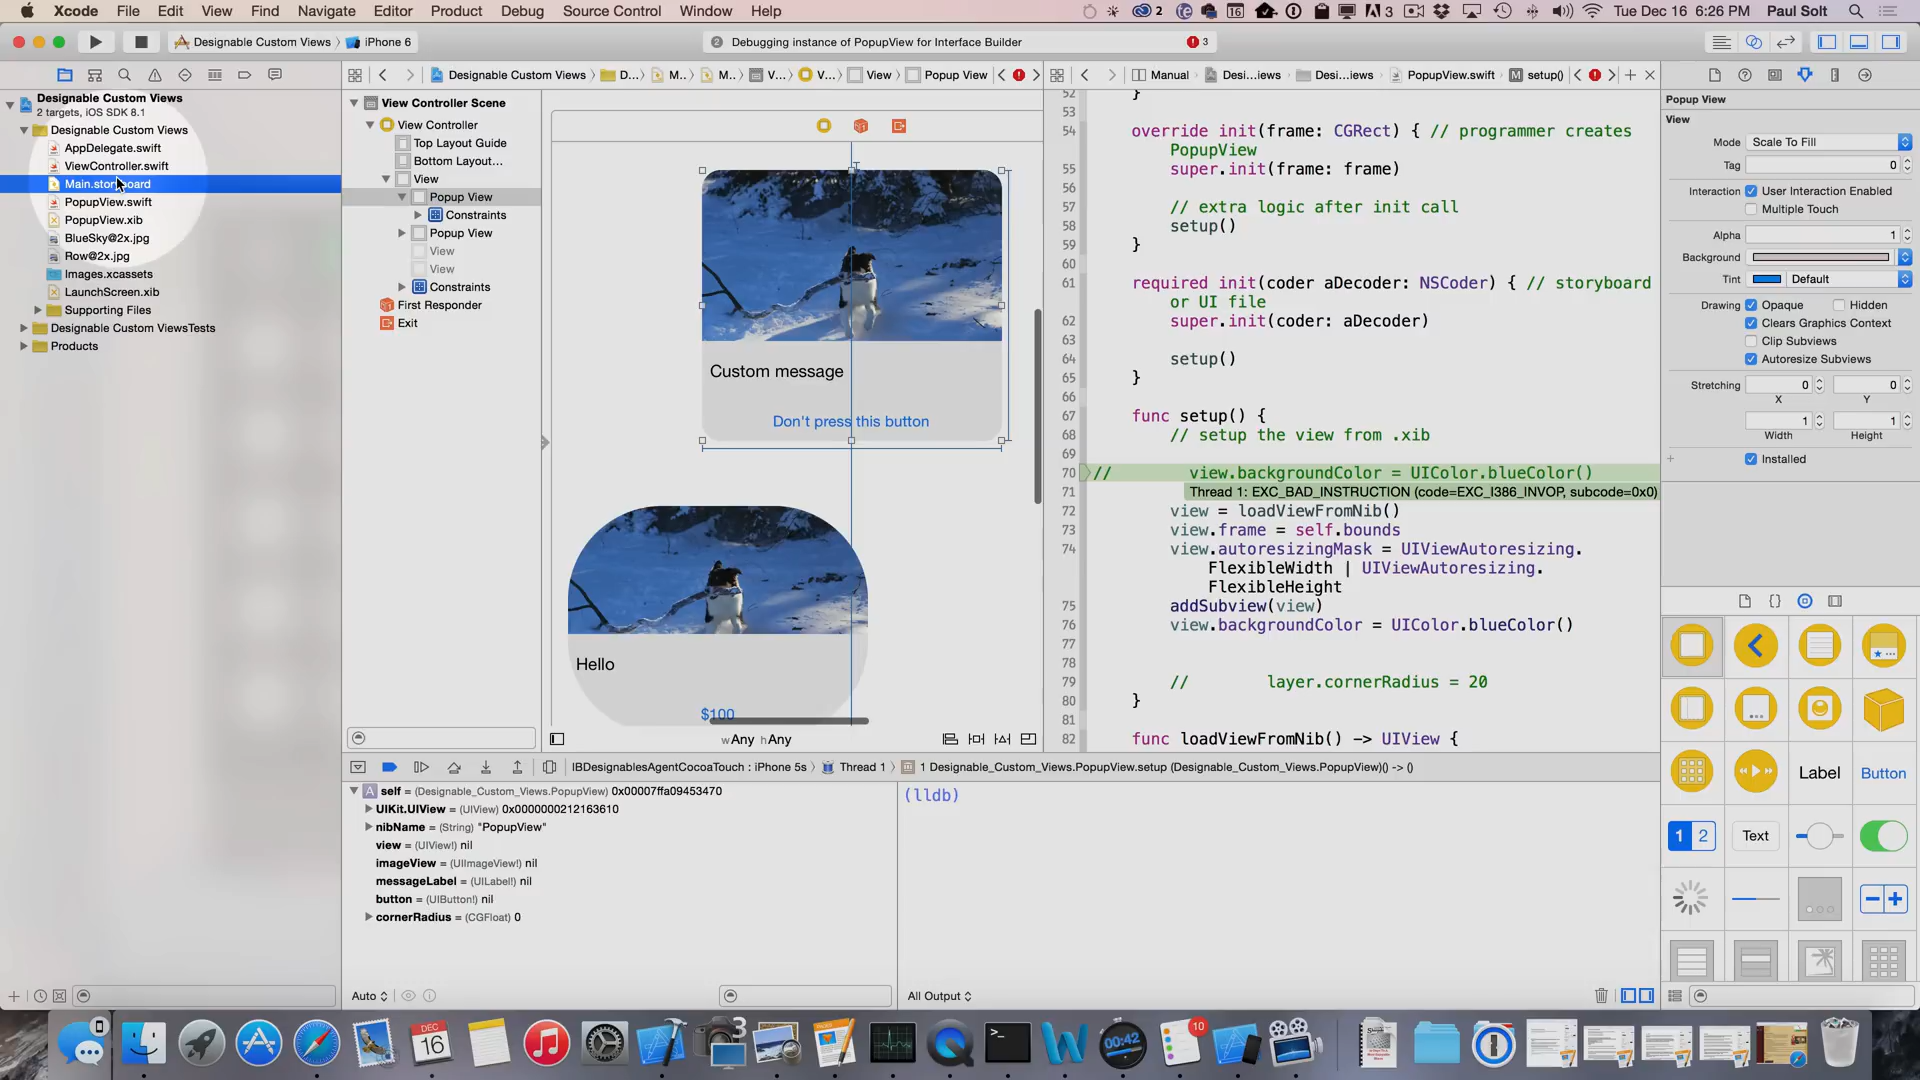 Xcode File Edit View Find Navigate Editor Product Debug Source Control Window Help
2 16 3 Tue Dec 16 6:26 PM Paul Solt
Designable Custom Views iPhone 6
2 Debugging instance of PopupView for Interface Builder 3
Designable Custom Views D... M... M... V... V... View Popup View
Manual Desi...iews Desi...iews PopupView.swift M setup()
Designable Custom Views
2 targets, iOS SDK 8.1
Designable Custom Views
AppDelegate.swift
ViewController.swift
Main.storyboard
PopupView.swift
PopupView.xib
BlueSky@2x.jpg
Row@2x.jpg
Images.xcassets
LaunchScreen.xib
Supporting Files
Designable Custom ViewsTests
Products
View Controller Scene
View Controller
Top Layout Guide
Bottom Layout...
View
Popup View
Constraints
Popup View
View
View
Constraints
First Responder
Exit
Custom message
Don't press this button
Hello
$100
wAny hAny
52 }
53
54 override init(frame: CGRect) { // programmer creates
PopupView
55 super.init(frame: frame)
56
57 // extra logic after init call
58 setup()
59 }
60
61 required init(coder aDecoder: NSCoder) { // storyboard
or UI file
62 super.init(coder: aDecoder)
63
64 setup()
65 }
66
67 func setup() {
68 // setup the view from .xib
69
70 // view.backgroundColor = UIColor.blueColor()
71 Thread 1: EXC_BAD_INSTRUCTION (code=EXC_I386_INVOP, subcode=0x0)
72 view = loadViewFromNib()
73 view.frame = self.bounds
74 view.autoresizingMask = UIViewAutoresizing.
FlexibleWidth | UIViewAutoresizing.
FlexibleHeight
75 addSubview(view)
76 view.backgroundColor = UIColor.blueColor()
77
78
79 // layer.cornerRadius = 20
80 }
81
82 func loadViewFromNib() -> UIView {
Popup View
View
Mode Scale To Fill
Tag 0
Interaction User Interaction Enabled
Multiple Touch
Alpha 1
Background
Tint Default
Drawing Opaque Hidden
Clears Graphics Context
Clip Subviews
Autoresize Subviews
Stretching 0 0
X Y
1 1
Width Height
Installed
Label Button
1 2 Text
IBDesignablesAgentCocoaTouch : iPhone 5s Thread 1 1 Designable_Custom_Views.PopupView.setup (Designable_Custom_Views.PopupView)() -> ()
A self = (Designable_Custom_Views.PopupView) 0x00007ffa09453470
UIKit.UIView = (UIView) 0x0000000212163610
nibName = (String) "PopupView"
view = (UIView!) nil
imageView = (UIImageView!) nil
messageLabel = (UILabel!) nil
button = (UIButton!) nil
cornerRadius = (CGFloat) 0
(lldb)
Auto
All Output
DEC
16
3
00:42
10